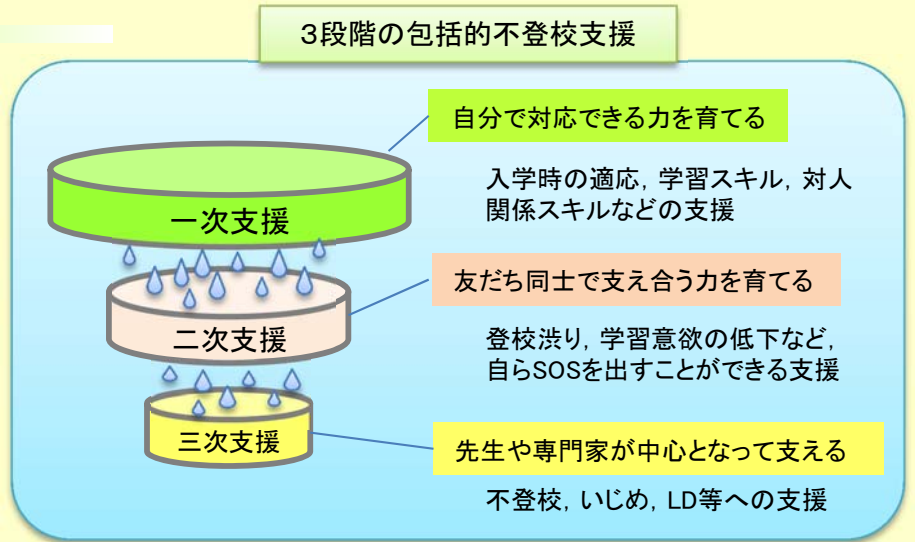 3段階の包括的不登校支援
自分で対応できる力を育てる
入学時の適応, 学習スキル, 対人
関係スキルなどの支援
一次支援
友だち同士で支え合う力を育てる
登校渋り, 学習意欲の低下など,
自らSOSを出すことができる支援
二次支援
先生や専門家が中心となって支える
不登校, いじめ, LD等への支援
三次支援